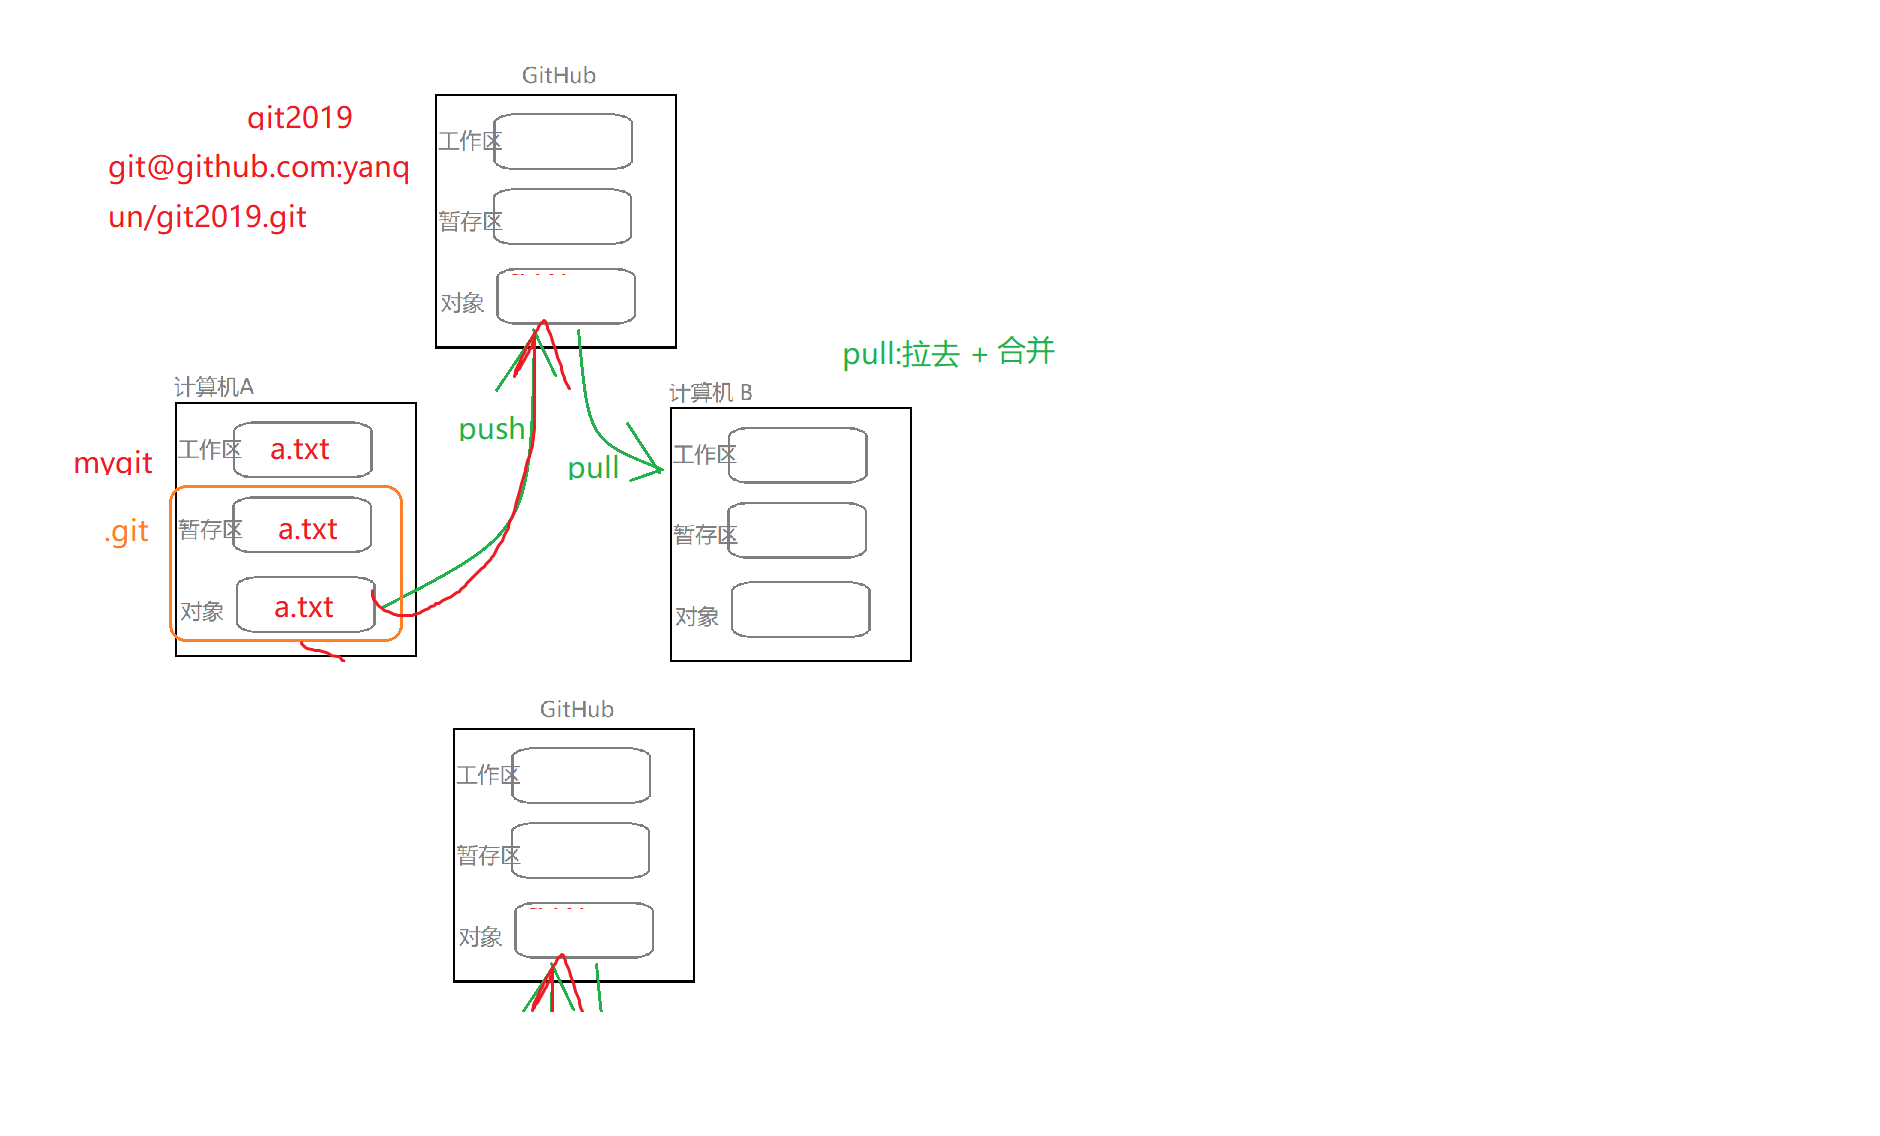 GitHub
git2019
git@github.com:yanq
un/git2019.git
工作区
暂存区
对象
pull:拉去 + 合并
计算机A
计算机 B
push
pull
mygit
.git
工作区 a.txt
暂存区 a.txt
对象 a.txt
工作区
暂存区
对象
GitHub
工作区
暂存区
对象